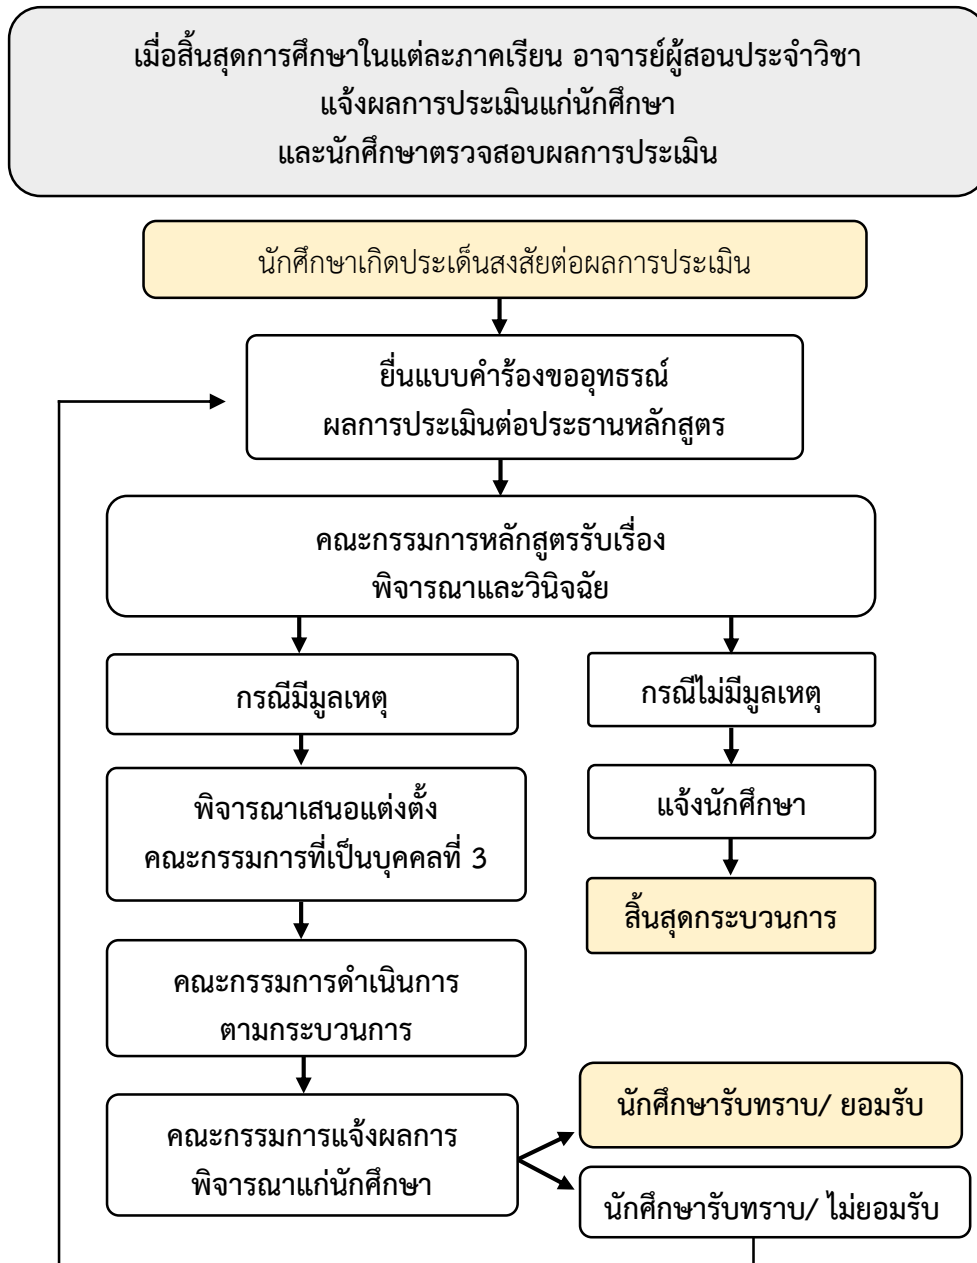 เมื่อสิ้นสุดการศึกษาในแต่ละภาคเรียน อาจารย์ผู้สอนประจำวิชา
แจ้งผลการประเมินแก่นักศึกษา
และนักศึกษาตรวจสอบผลการประเมิน
นักศึกษาเกิดประเด็นสงสัยต่อผลการประเมิน
ยื่นแบบคำร้องขออุทธรณ์
ผลการประเมินต่อประธานหลักสูตร
คณะกรรมการหลักสูตรรับเรื่อง
พิจารณาและวินิจฉัย
กรณีมีมูลเหตุ
กรณีไม่มีมูลเหตุ
พิจารณาเสนอแต่งตั้ง
คณะกรรมการที่เป็นบุคคลที่ 3
แจ้งนักศึกษา
สิ้นสุดกระบวนการ
คณะกรรมการดำเนินการ
ตามกระบวนการ
คณะกรรมการแจ้งผลการ
พิจารณาแก่นักศึกษา
นักศึกษารับทราบ/ ยอมรับ
นักศึกษารับทราบ/ ไม่ยอมรับ